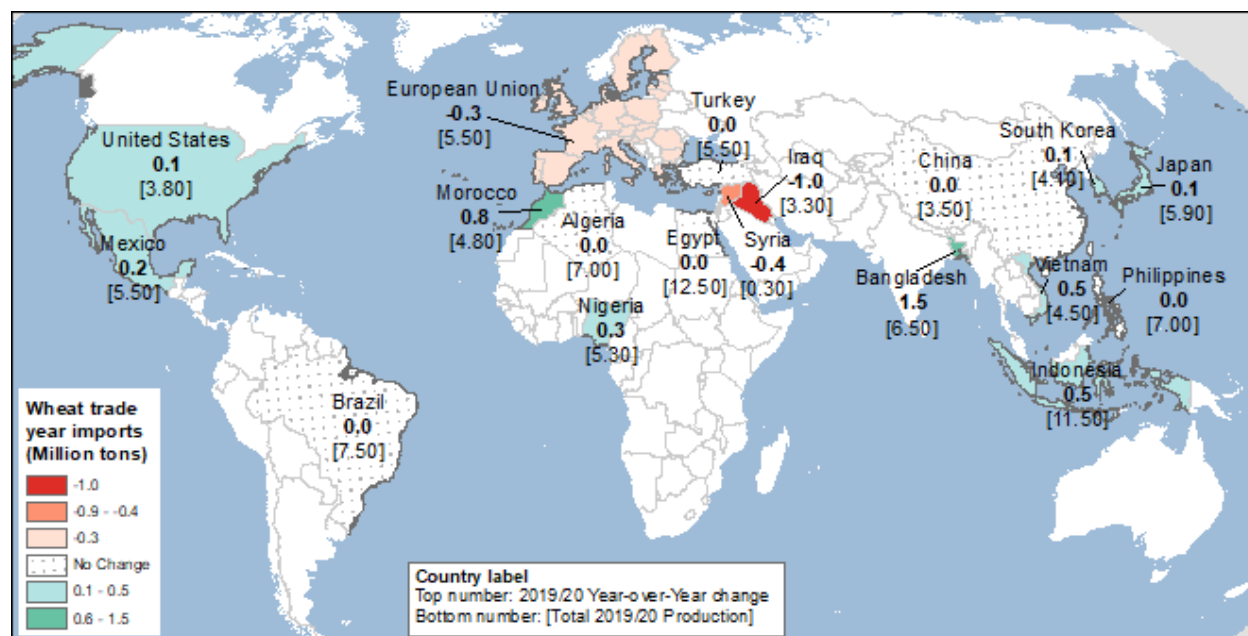 European Union
-0.3
[5.50]
Turkey
0.0
[5.50]
United States
0.1
[3.80]
South Korea
0.1
[4.10]
Japan
0.1
[5.90]
Iraq
-1.0
[3.30]
China
0.0
[3.50]
Morocco
0.8
[4.80]
Algeria
0.0
[7.00]
Egypt
0.0
[12.50]
Syria
-0.4
[0.30]
Mexico
0.2
[5.50]
Bangladesh
1.5
[6.50]
Vietnam
0.5
[4.50]
Philippines
0.0
[7.00]
Nigeria
0.3
[5.30]
Indonesia
0.5
[11.50]
Brazil
0.0
[7.50]
Wheat trade
year imports
(Million tons)
-1.0
-0.9 - -0.4
-0.3
No Change
0.1 - 0.5
0.6 - 1.5
Country label
Top number: 2019/20 Year-over-Year change
Bottom number: [Total 2019/20 Production]